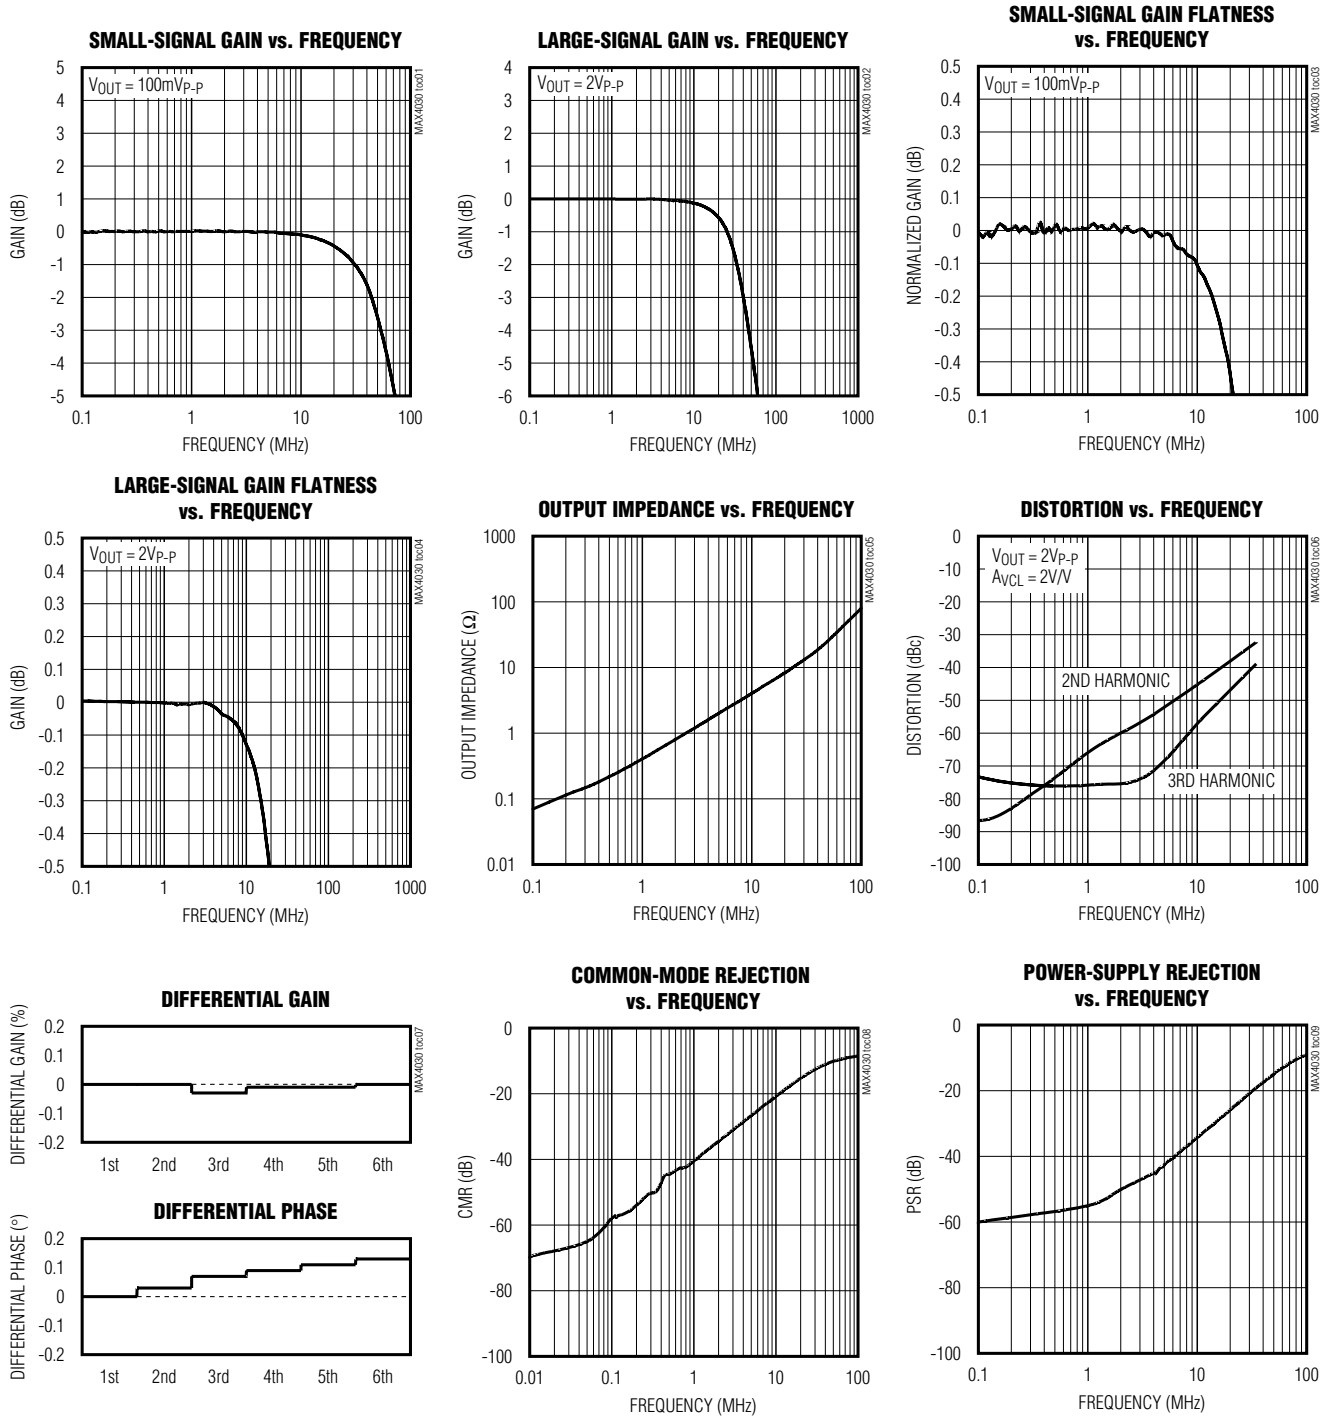 SMALL-SIGNAL GAIN vs. FREQUENCY
MAX4030 toc01
VOUT = 100mVP-P
5
4
3
2
1
0
-1
-2
-3
-4
-5
GAIN (dB)
0.1 1 10 100
FREQUENCY (MHz)
LARGE-SIGNAL GAIN vs. FREQUENCY
MAX4030 toc02
VOUT = 2VP-P
4
3
2
1
0
-1
-2
-3
-4
-5
-6
GAIN (dB)
0.1 1 10 100 1000
FREQUENCY (MHz)
SMALL-SIGNAL GAIN FLATNESS
vs. FREQUENCY
MAX4030 toc03
VOUT = 100mVP-P
0.5
0.4
0.3
0.2
0.1
0
-0.1
-0.2
-0.3
-0.4
-0.5
NORMALIZED GAIN (dB)
0.1 1 10 100
FREQUENCY (MHz)
LARGE-SIGNAL GAIN FLATNESS
vs. FREQUENCY
MAX4030 toc04
VOUT = 2VP-P
0.5
0.4
0.3
0.2
0.1
0
-0.1
-0.2
-0.3
-0.4
-0.5
GAIN (dB)
0.1 1 10 100 1000
FREQUENCY (MHz)
OUTPUT IMPEDANCE vs. FREQUENCY
MAX4030 toc05
1000
100
10
1
0.1
0.01
OUTPUT IMPEDANCE (Ω)
0.1 1 10 100
FREQUENCY (MHz)
DISTORTION vs. FREQUENCY
MAX4030 toc06
VOUT = 2VP-P
AVCL = 2V/V
0
-10
-20
-30
-40
-50
-60
-70
-80
-90
-100
DISTORTION (dBc)
2ND HARMONIC
3RD HARMONIC
0.1 1 10 100
FREQUENCY (MHz)
DIFFERENTIAL GAIN
MAX4030 toc07
0.2
0.1
0
-0.1
-0.2
DIFFERENTIAL GAIN (%)
1st 2nd 3rd 4th 5th 6th
DIFFERENTIAL PHASE
0.2
0.1
0
-0.1
-0.2
DIFFERENTIAL PHASE (°)
1st 2nd 3rd 4th 5th 6th
COMMON-MODE REJECTION
vs. FREQUENCY
MAX4030 toc08
0
-20
-40
-60
-80
-100
CMR (dB)
0.01 0.1 1 10 100
FREQUENCY (MHz)
POWER-SUPPLY REJECTION
vs. FREQUENCY
MAX4030 toc09
0
-20
-40
-60
-80
-100
PSR (dB)
0.1 1 10 100
FREQUENCY (MHz)